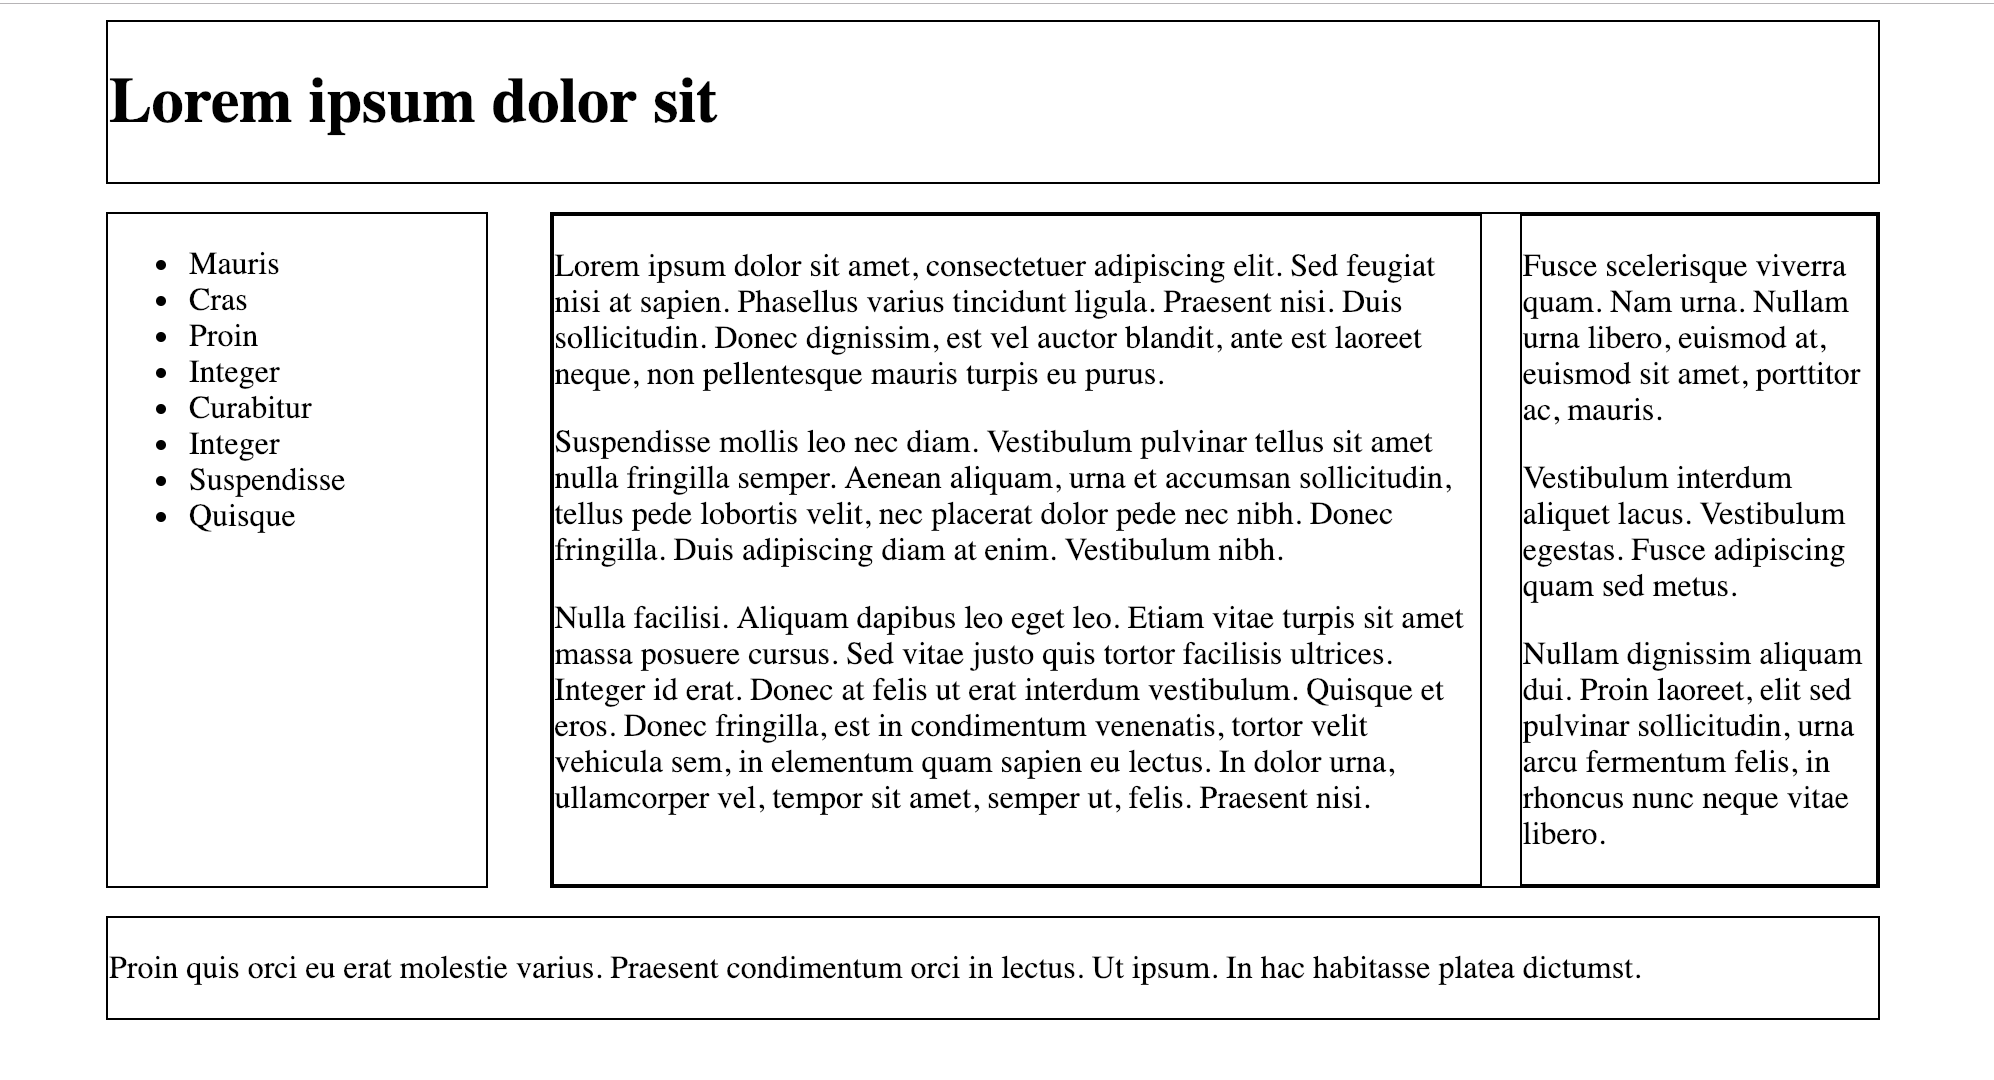 Lorem ipsum dolor sit
Mauris
Cras
Proin
Integer
Curabitur
Integer
Suspendisse
Quisque
Lorem ipsum dolor sit amet, consectetuer adipiscing elit. Sed feugiat
nisi at sapien. Phasellus varius tincidunt ligula. Praesent nisi. Duis
sollicitudin. Donec dignissim, est vel auctor blandit, ante est laoreet
neque, non pellentesque mauris turpis eu purus.
Suspendisse mollis leo nec diam. Vestibulum pulvinar tellus sit amet
nulla fringilla semper. Aenean aliquam, urna et accumsan sollicitudin,
tellus pede lobortis velit, nec placerat dolor pede nec nibh. Donec
fringilla. Duis adipiscing diam at enim. Vestibulum nibh.
Nulla facilisi. Aliquam dapibus leo eget leo. Etiam vitae turpis sit amet
massa posuere cursus. Sed vitae justo quis tortor facilisis ultrices.
Integer id erat. Donec at felis ut erat interdum vestibulum. Quisque et
eros. Donec fringilla, est in condimentum venenatis, tortor velit
vehicula sem, in elementum quam sapien eu lectus. In dolor urna,
ullamcorper vel, tempor sit amet, semper ut, felis. Praesent nisi.
Fusce scelerisque viverra
quam. Nam urna. Nullam
urna libero, euismod at,
euismod sit amet, porttitor
ac, mauris.
Vestibulum interdum
aliquet lacus. Vestibulum
egestas. Fusce adipiscing
quam sed metus.
Nullam dignissim aliquam
dui. Proin laoreet, elit sed
pulvinar sollicitudin, urna
arcu fermentum felis, in
rhoncus nunc neque vitae
libero.
Proin quis orci eu erat molestie varius. Praesent condimentum orci in lectus. Ut ipsum. In hac habitasse platea dictumst.